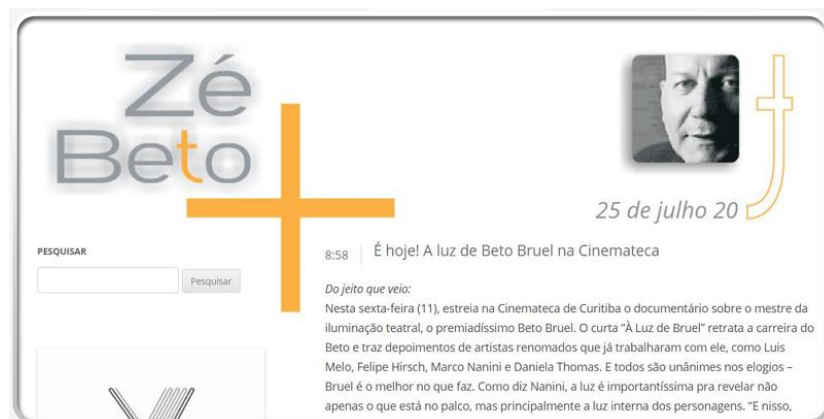 Zé
Beto
25 de julho 20
PESQUISAR
Pesquisar
8:58
É hoje! A luz de Beto Bruel na Cinemateca
Do jeito que veio:
Nesta sexta-feira (11), estreia na Cinemateca de Curitiba o documentário sobre o mestre da
iluminação teatral, o premiadíssimo Beto Bruel. O curta “À Luz de Bruel” retrata a carreira do
Beto e traz depoimentos de artistas renomados que já trabalharam com ele, como Luis
Melo, Felipe Hirsch, Marco Nanini e Daniela Thomas. E todos são unânimes nos elogios –
Bruel é o melhor no que faz. Como diz Nanini, a luz é importantíssima pra revelar não
apenas o que está no palco, mas principalmente a luz interna dos personagens. “E nisso,